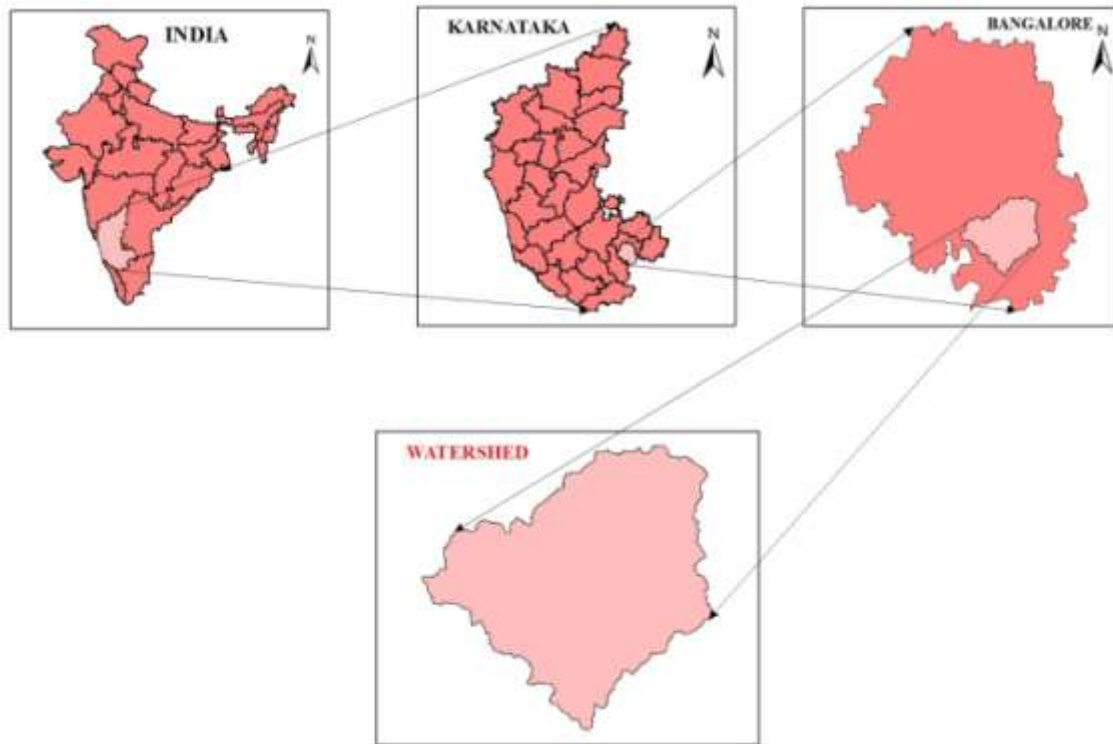 INDIA
N
KARNATAKA
N
BANGALORE
N
WATERSHED